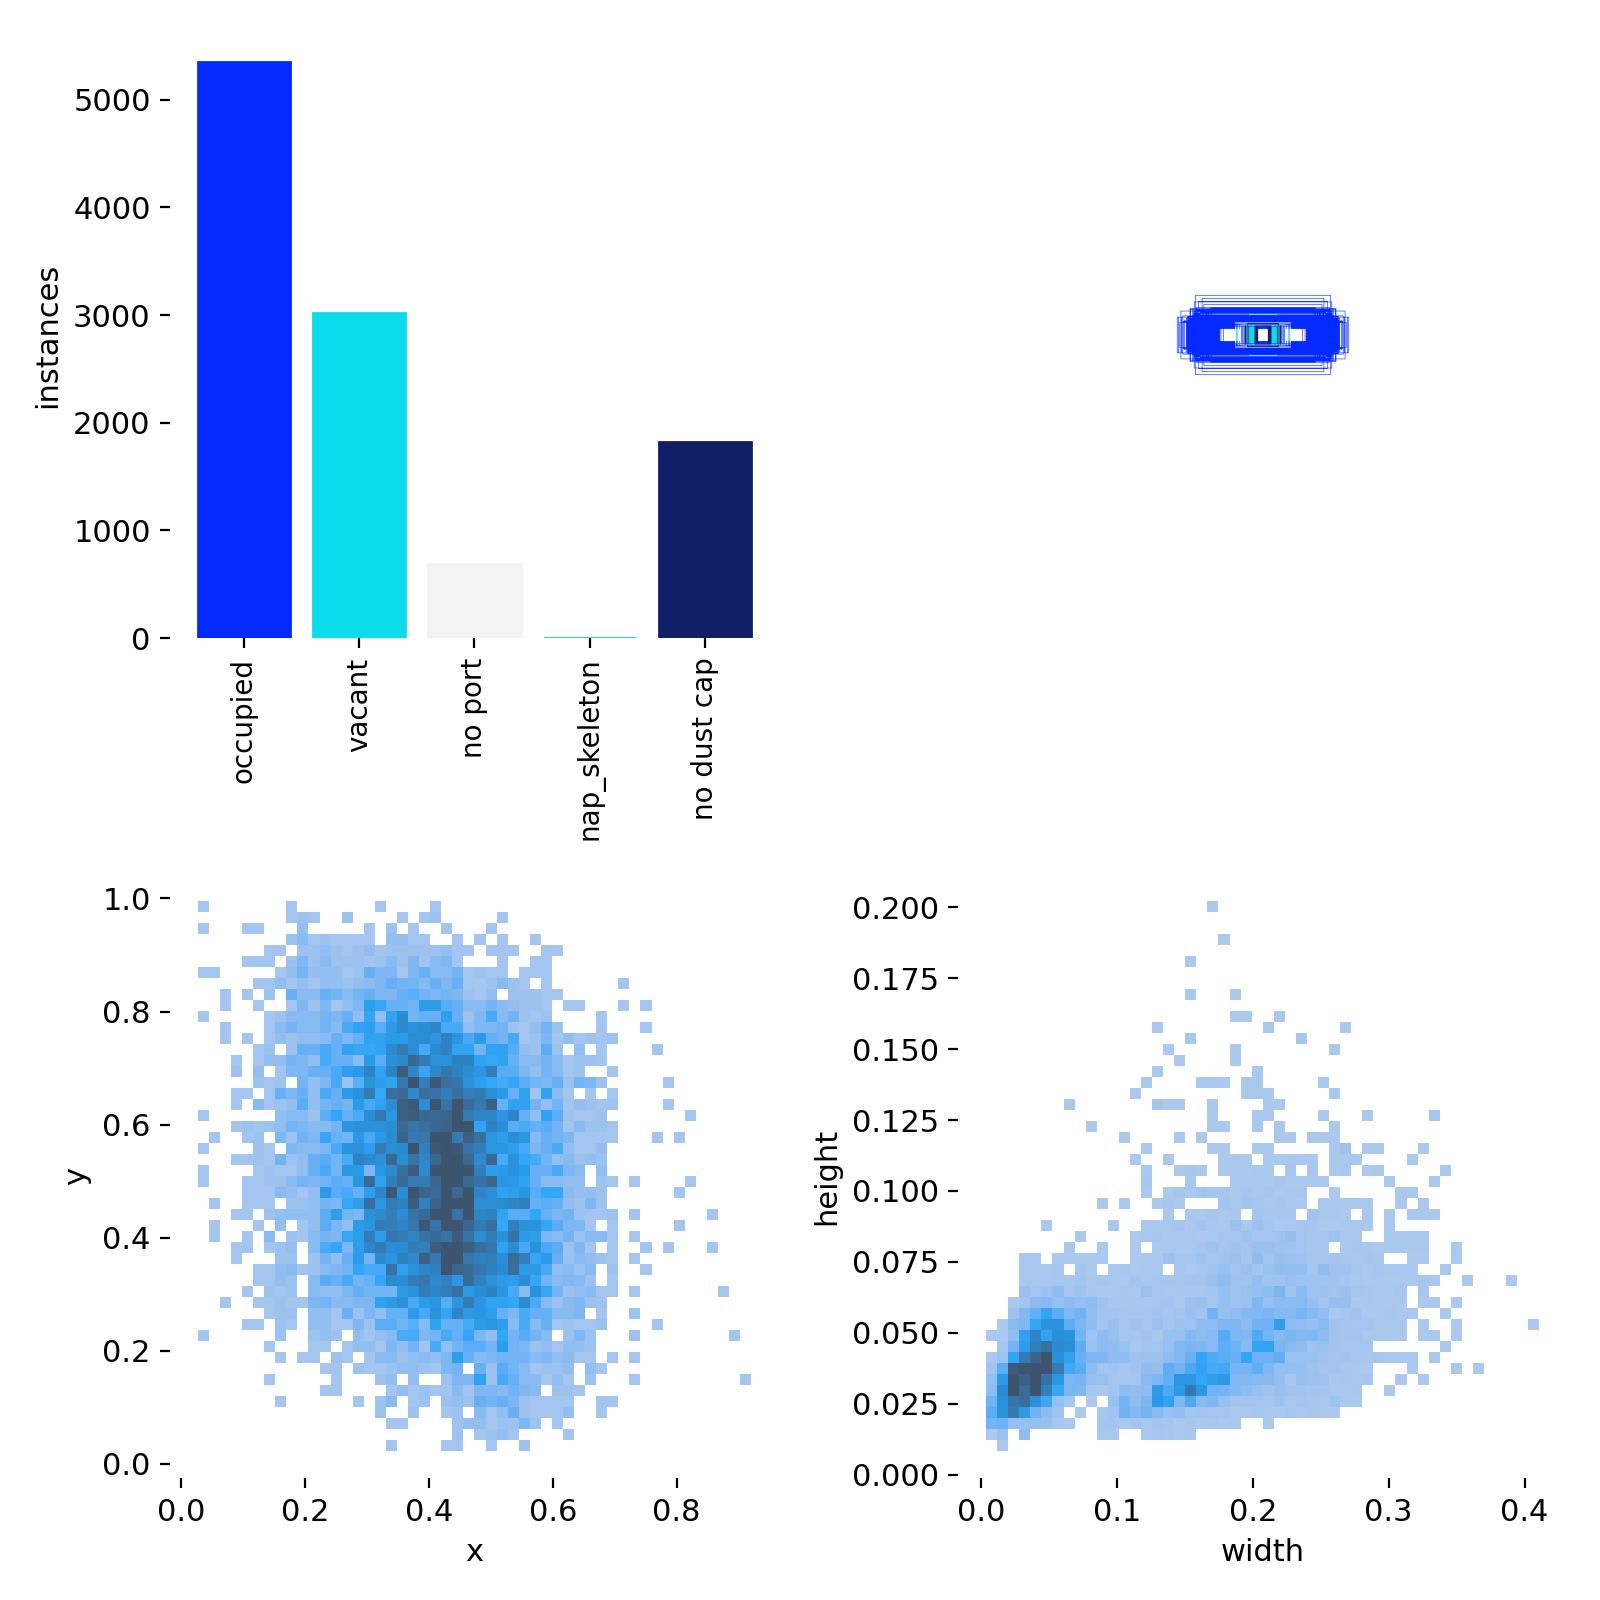 5000
4000
3000
2000
1000
0
instances
occupied
vacant
no port
nap_skeleton
no dust cap
1.0
0.8
0.6
0.4
0.2
0.0
y
0.0 0.2 0.4 0.6 0.8
x
0.200
0.175
0.150
0.125
0.100
0.075
0.050
0.025
0.000
height
0.0 0.1 0.2 0.3 0.4
width